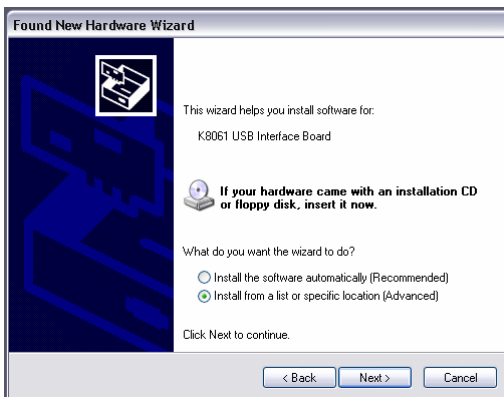 Found New Hardware Wizard
This wizard helps you install software for:
K8061 USB Interface Board
If your hardware came with an installation CD
or floppy disk, insert it now.
What do you want the wizard to do?
Install the software automatically (Recommended)
Install from a list or specific location (Advanced)
Click Next to continue.
< Back Next > Cancel